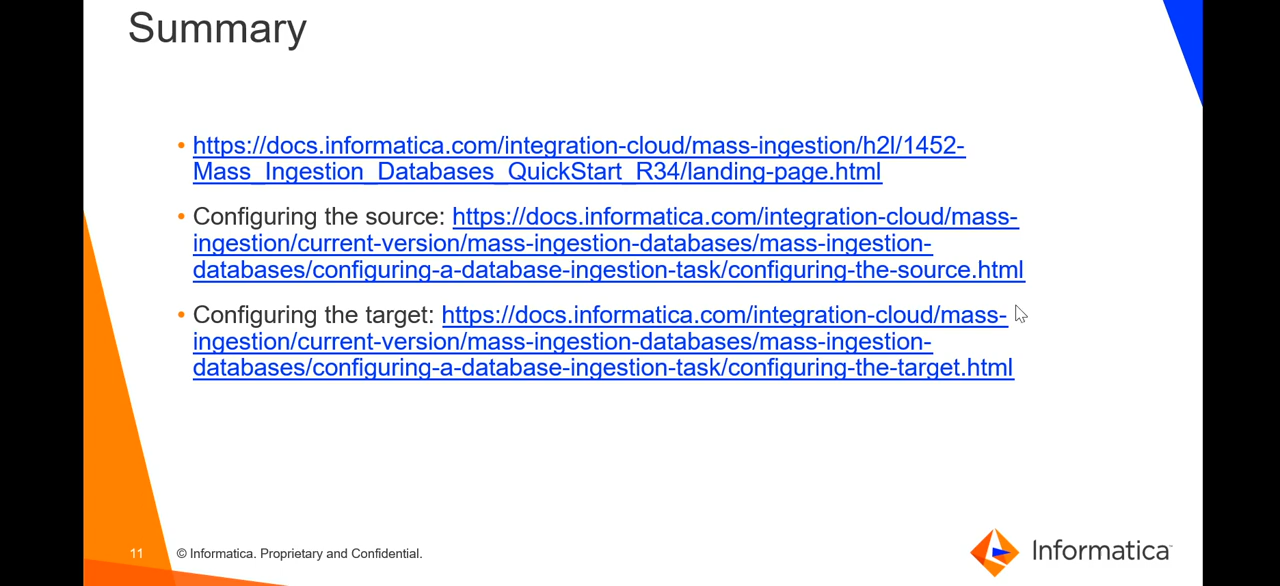 Summary
• https://docs.informatica.com/integration-cloud/mass-ingestion/h2l/1452-
Mass_Ingestion_Databases_QuickStart_R34/landing-page.html
• Configuring the source: https://docs.informatica.com/integration-cloud/mass-
ingestion/current-version/mass-ingestion-databases/mass-ingestion-
databases/configuring-a-database-ingestion-task/configuring-the-source.html
• Configuring the target: https://docs.informatica.com/integration-cloud/mass-
ingestion/current-version/mass-ingestion-databases/mass-ingestion-
databases/configuring-a-database-ingestion-task/configuring-the-target.html
11 © Informatica. Proprietary and Confidential.
Informatica